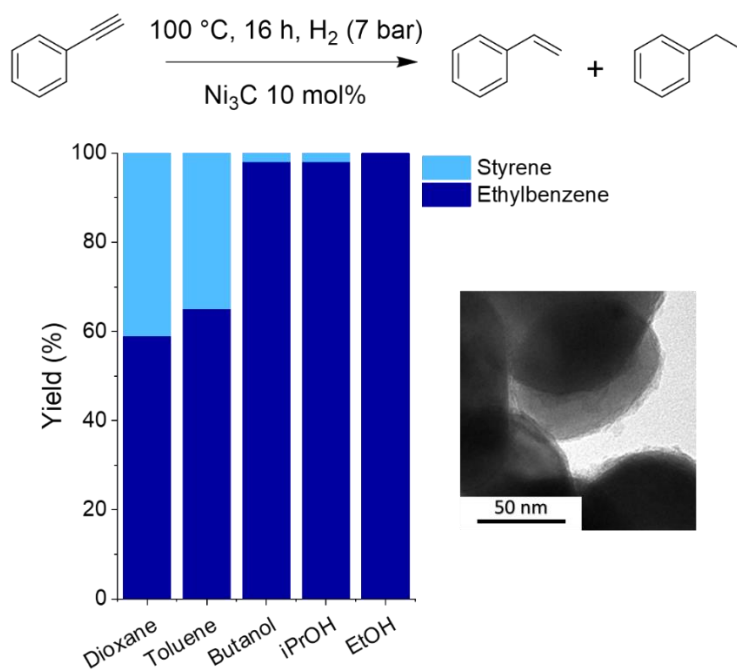 100 °C, 16 h, H₂ (7 bar)
+
Ni₃C 10 mol%
100
80
60
40
20
0
Yield (%)
Styrene
Ethylbenzene
50 nm
Dioxane
Toluene
Butanol
iPrOH
EtOH